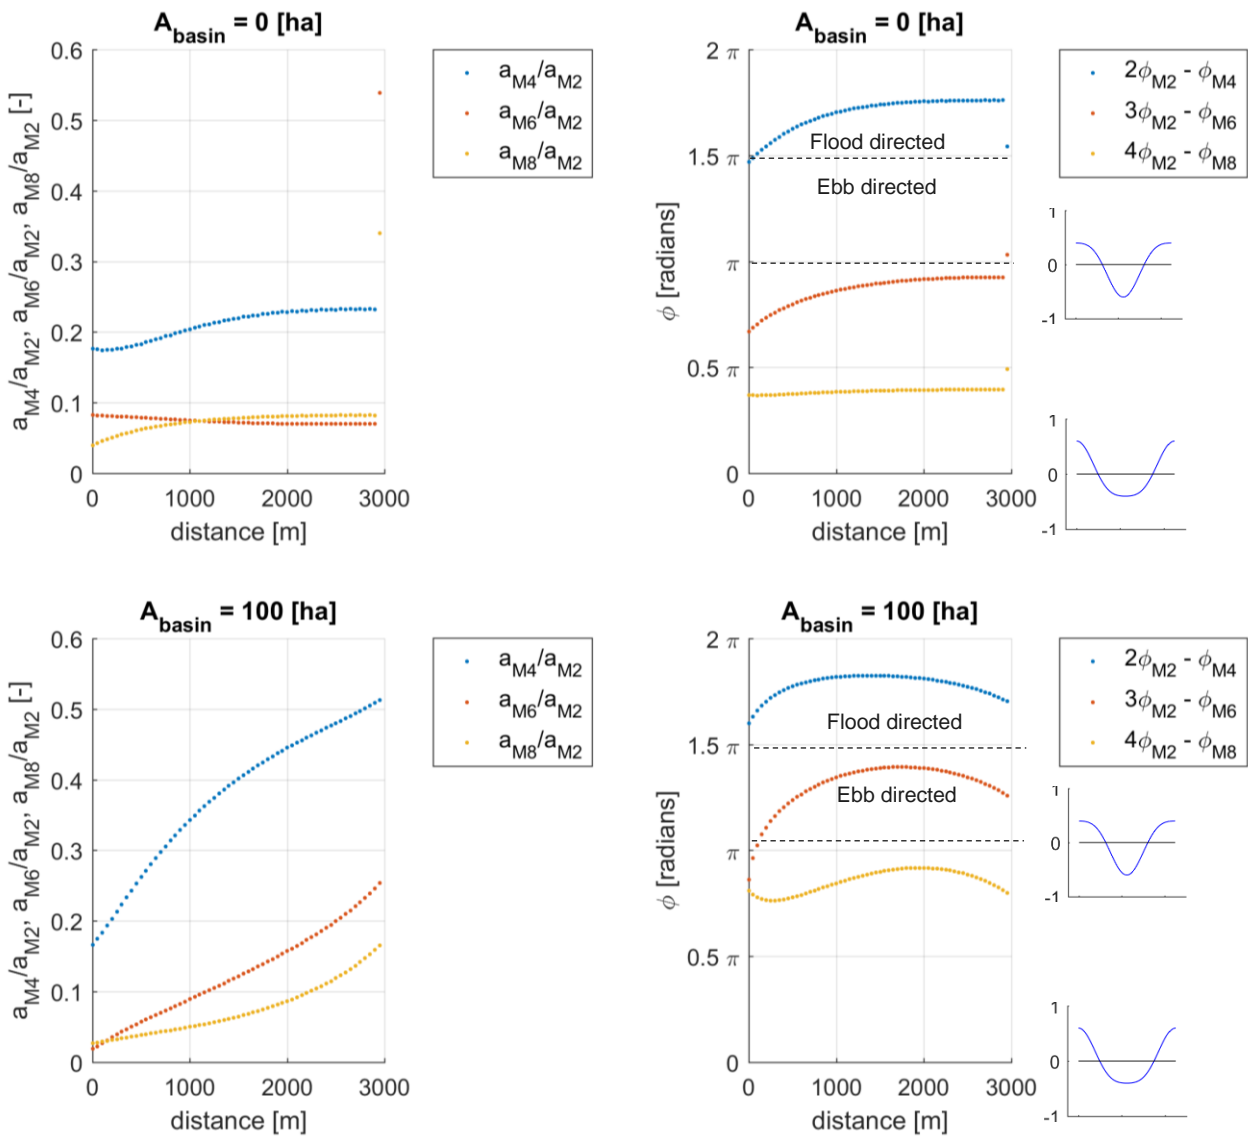 A_basin = 0 [ha]
0.6
0.5
0.4
0.3
0.2
0.1
0
0 1000 2000 3000
distance [m]
a_M4/a_M2, a_M6/a_M2, a_M8/a_M2 [-]
a_M4/a_M2
a_M6/a_M2
a_M8/a_M2
A_basin = 0 [ha]
2 π
1.5 π
π
0.5 π
0
0 1000 2000 3000
distance [m]
ϕ [radians]
Flood directed
Ebb directed
2ϕ_M2 - ϕ_M4
3ϕ_M2 - ϕ_M6
4ϕ_M2 - ϕ_M8
1
0
-1
1
0
-1
A_basin = 100 [ha]
0.6
0.5
0.4
0.3
0.2
0.1
0
0 1000 2000 3000
distance [m]
a_M4/a_M2, a_M6/a_M2, a_M8/a_M2 [-]
a_M4/a_M2
a_M6/a_M2
a_M8/a_M2
A_basin = 100 [ha]
2 π
1.5 π
π
0.5 π
0
0 1000 2000 3000
distance [m]
ϕ [radians]
Flood directed
Ebb directed
2ϕ_M2 - ϕ_M4
3ϕ_M2 - ϕ_M6
4ϕ_M2 - ϕ_M8
1
0
-1
1
0
-1